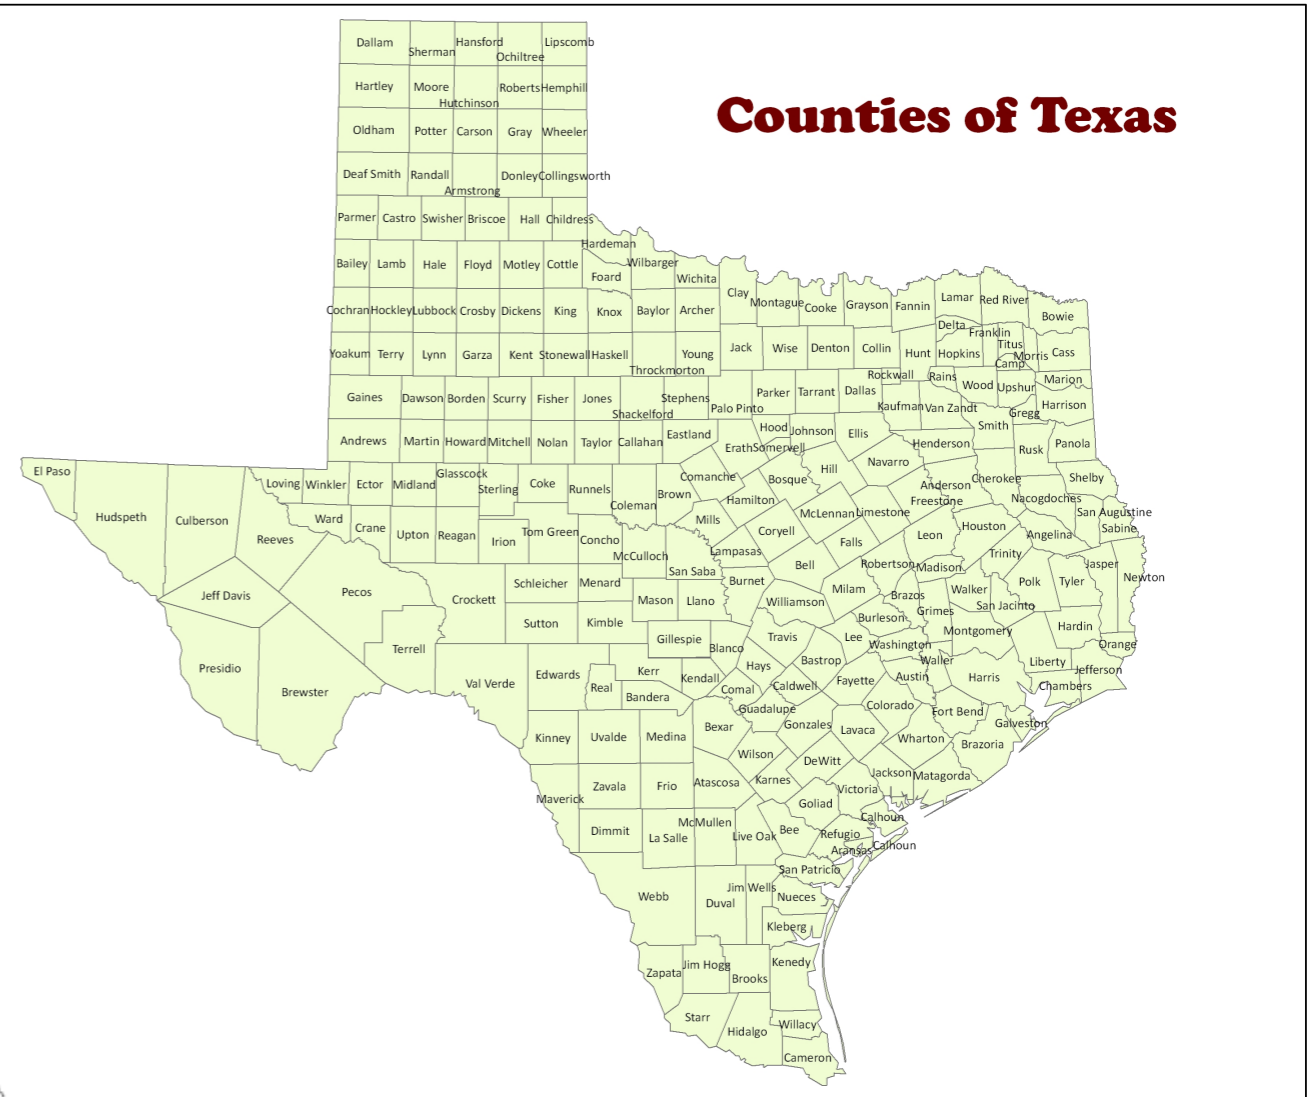 Counties of Texas
Dallam
Sherman
Hansford
Ochiltree
Lipscomb
Hartley
Moore
Hutchinson
Roberts
Hemphill
Oldham
Potter
Carson
Gray
Wheeler
Deaf Smith
Randall
Armstrong
Donley
Collingsworth
Parmer
Castro
Swisher
Briscoe
Hall
Childress
Hardeman
Bailey
Lamb
Hale
Floyd
Motley
Cottle
Foard
Wilbarger
Wichita
Clay
Montague
Cooke
Grayson
Fannin
Lamar
Red River
Bowie
Cochran
Hockley
Lubbock
Crosby
Dickens
King
Knox
Baylor
Archer
Delta
Franklin
Titus
Morris
Cass
Camp
Yoakum
Terry
Lynn
Garza
Kent
Stonewall
Haskell
Throckmorton
Young
Jack
Wise
Denton
Collin
Hunt
Hopkins
Rockwall
Rains
Wood
Upshur
Marion
Gaines
Dawson
Borden
Scurry
Fisher
Jones
Shackelford
Stephens
Palo Pinto
Parker
Tarrant
Dallas
Kaufman
Van Zandt
Smith
Gregg
Harrison
Andrews
Martin
Howard
Mitchell
Nolan
Taylor
Callahan
Eastland
Erath
Hood
Somervell
Johnson
Ellis
Henderson
Rusk
Panola
El Paso
Hudspeth
Culberson
Reeves
Loving
Winkler
Ector
Midland
Glasscock
Sterling
Coke
Runnels
Coleman
Brown
Comanche
Hamilton
Bosque
Hill
Navarro
Anderson
Freestone
Cherokee
Nacogdoches
Shelby
San Augustine
Sabine
Ward
Crane
Upton
Reagan
Irion
Tom Green
Concho
McCulloch
San Saba
Mills
Lampasas
Coryell
McLennan
Limestone
Falls
Leon
Houston
Angelina
Trinity
Jasper
Newton
Jeff Davis
Pecos
Terrell
Crockett
Schleicher
Menard
Mason
Llano
Burnet
Bell
Milam
Robertson
Madison
Brazos
Walker
Polk
Tyler
Grimes
San Jacinto
Sutton
Kimble
Gillespie
Blanco
Williamson
Travis
Burleson
Lee
Washington
Montgomery
Hardin
Orange
Presidio
Brewster
Val Verde
Edwards
Real
Kerr
Bandera
Kendall
Hays
Comal
Caldwell
Bastrop
Fayette
Austin
Waller
Harris
Liberty
Jefferson
Chambers
Kinney
Uvalde
Medina
Bexar
Guadalupe
Gonzales
Lavaca
Colorado
Fort Bend
Galveston
Brazoria
Wharton
Maverick
Zavala
Frio
Atascosa
Wilson
Karnes
DeWitt
Victoria
Jackson
Matagorda
Goliad
Calhoun
Dimmit
La Salle
McMullen
Live Oak
Bee
Refugio
Aransas
Calhoun
San Patricio
Webb
Duval
Jim Wells
Nueces
Kleberg
Zapata
Jim Hogg
Brooks
Kenedy
Starr
Hidalgo
Willacy
Cameron